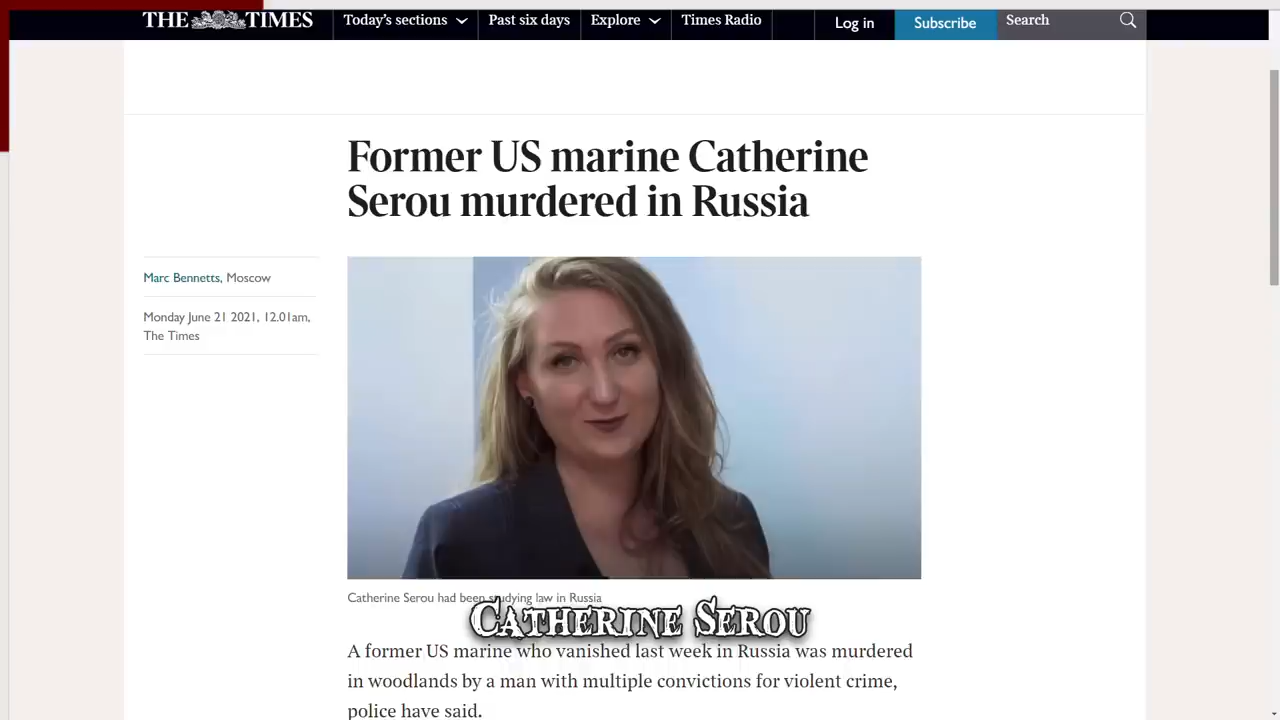 THE TIMES
Today's sections
Past six days
Explore
Times Radio
Log in
Subscribe
Search
Former US marine Catherine
Serou murdered in Russia
Marc Bennetts, Moscow
Monday June 21 2021, 12.01am,
The Times
Catherine Serou had been studying law in Russia
Catherine Serou
A former US marine who vanished last week in Russia was murdered
in woodlands by a man with multiple convictions for violent crime,
police have said.